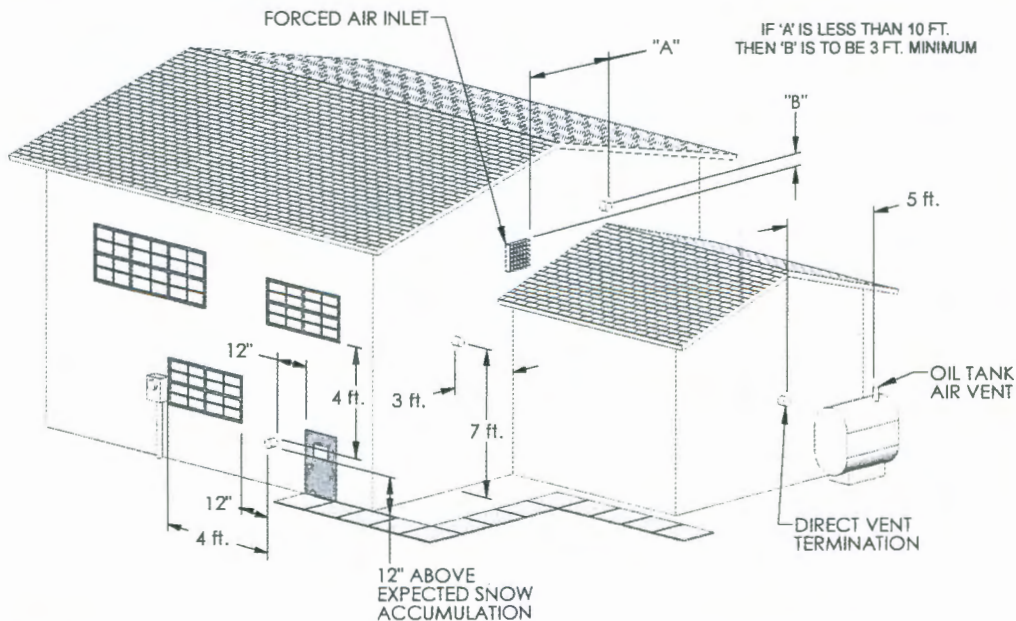 FORCED AIR INLET
"A"
IF 'A' IS LESS THAN 10 FT.
THEN 'B' IS TO BE 3 FT. MINIMUM
"B"
5 ft.
12"
4 ft.
3 ft.
7 ft.
OIL TANK
AIR VENT
12"
4 ft.
DIRECT VENT
TERMINATION
12" ABOVE
EXPECTED SNOW
ACCUMULATION